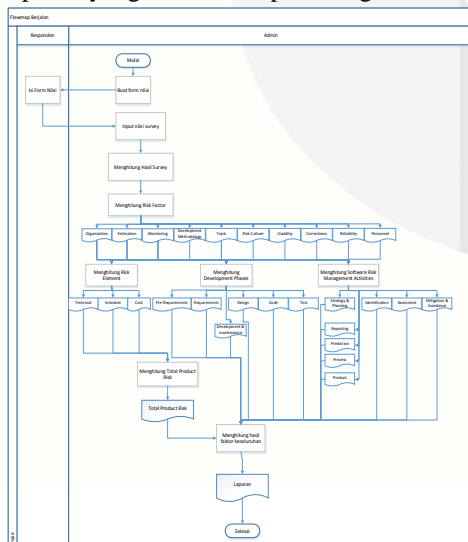 Flowmap Berjalan
Responden
Admin
Mulai
Isi Form Nilai
Buat form nilai
Input nilai survey
Menghitung Hasil Survey
Menghitung Risk Factor
Organization
Estimation
Monitoring
Development
Methodology
Tools
Risk Culture
Usability
Correctness
Reliability
Personnel
Menghitung Risk
Element
Menghitung
Development Phases
Menghitung Software Risk
Management Activities
Technical
Schedule
Cost
Pre-Requirements
Requirements
Design
Code
Test
Strategy &
Planning
Identification
Assessment
Mitigation &
Avoidance
Development &
maintenance
Reporting
Prediction
Process
Product
Menghitung Total Product
Risk
Total Product Risk
Menghitung hasil
faktor keseluruhan
Laporan
Selesai